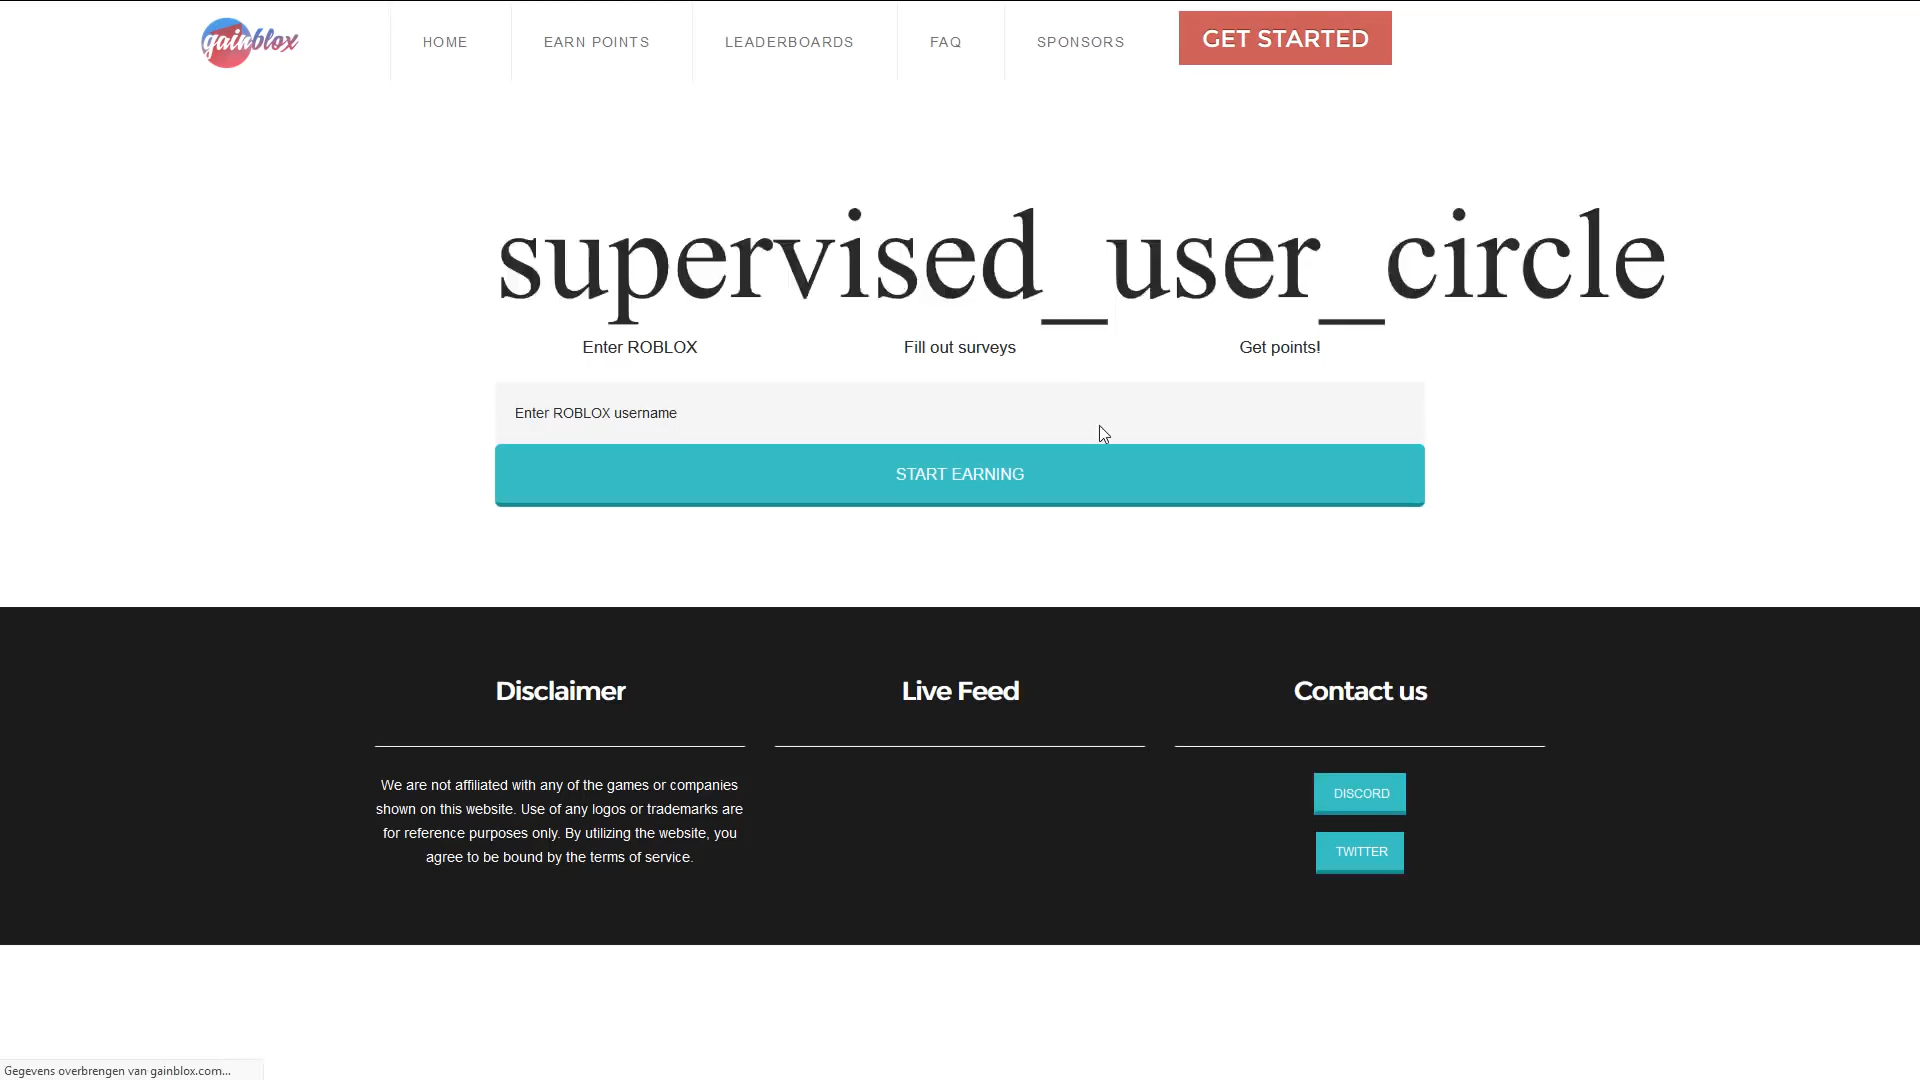 gainblox
HOME
EARN POINTS
LEADERBOARDS
FAQ
SPONSORS
GET STARTED
supervised_user_circle
Enter ROBLOX
Fill out surveys
Get points!
Enter ROBLOX username
START EARNING
Disclaimer
We are not affiliated with any of the games or companies
shown on this website. Use of any logos or trademarks are
for reference purposes only. By utilizing the website, you
agree to be bound by the terms of service.
Live Feed
Contact us
DISCORD
TWITTER
Gegevens overbrengen van gainblox.com...